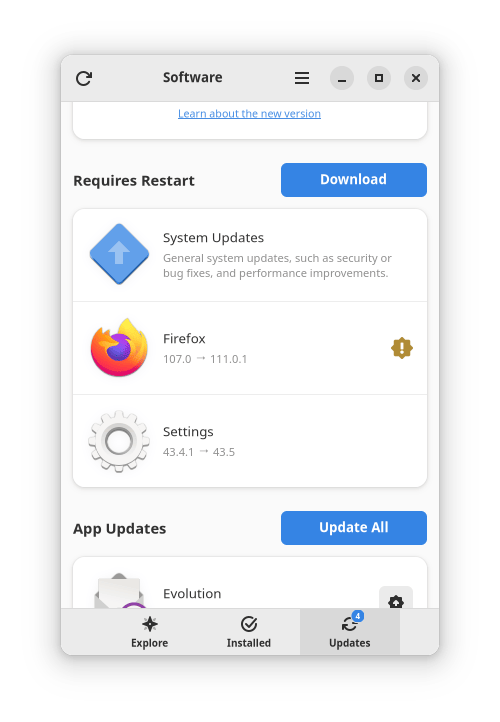 Software
Learn about the new version
Requires Restart
Download
System Updates
General system updates, such as security or
bug fixes, and performance improvements.
Firefox
107.0 → 111.0.1
Settings
43.4.1 → 43.5
App Updates
Update All
Evolution
4
Explore
Installed
Updates